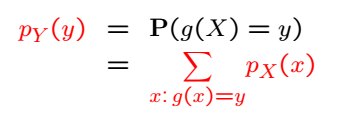 p_Y(y) = P(g(X) = y)
= ∑ p_X(x)
x: g(x)=y